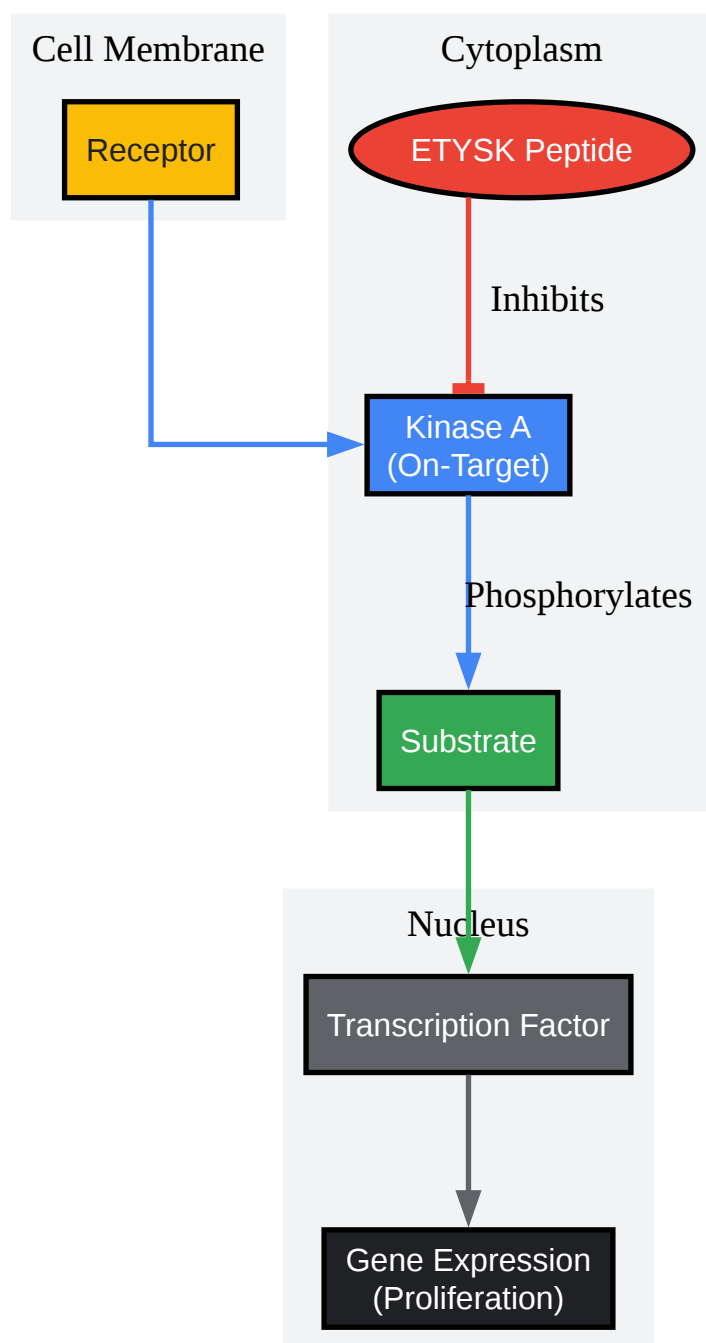 Cell Membrane
Cytoplasm
Receptor
ETYSK Peptide
Inhibits
Kinase A
(On-Target)
Phosphorylates
Substrate
Nucleus
Transcription Factor
Gene Expression
(Proliferation)